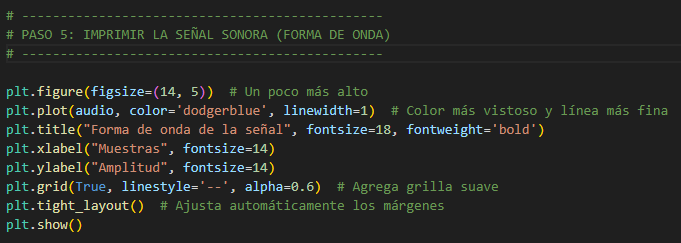 # ----------------------------------------------
# PASO 5: IMPRIMIR LA SEÑAL SONORA (FORMA DE ONDA)
# ----------------------------------------------
plt.figure(figsize=(14, 5))  # Un poco más alto
plt.plot(audio, color='dodgerblue', linewidth=1)  # Color más vistoso y línea más fina
plt.title("Forma de onda de la señal", fontsize=18, fontweight='bold')
plt.xlabel("Muestras", fontsize=14)
plt.ylabel("Amplitud", fontsize=14)
plt.grid(True, linestyle='--', alpha=0.6)  # Agrega grilla suave
plt.tight_layout()  # Ajusta automáticamente los márgenes
plt.show()